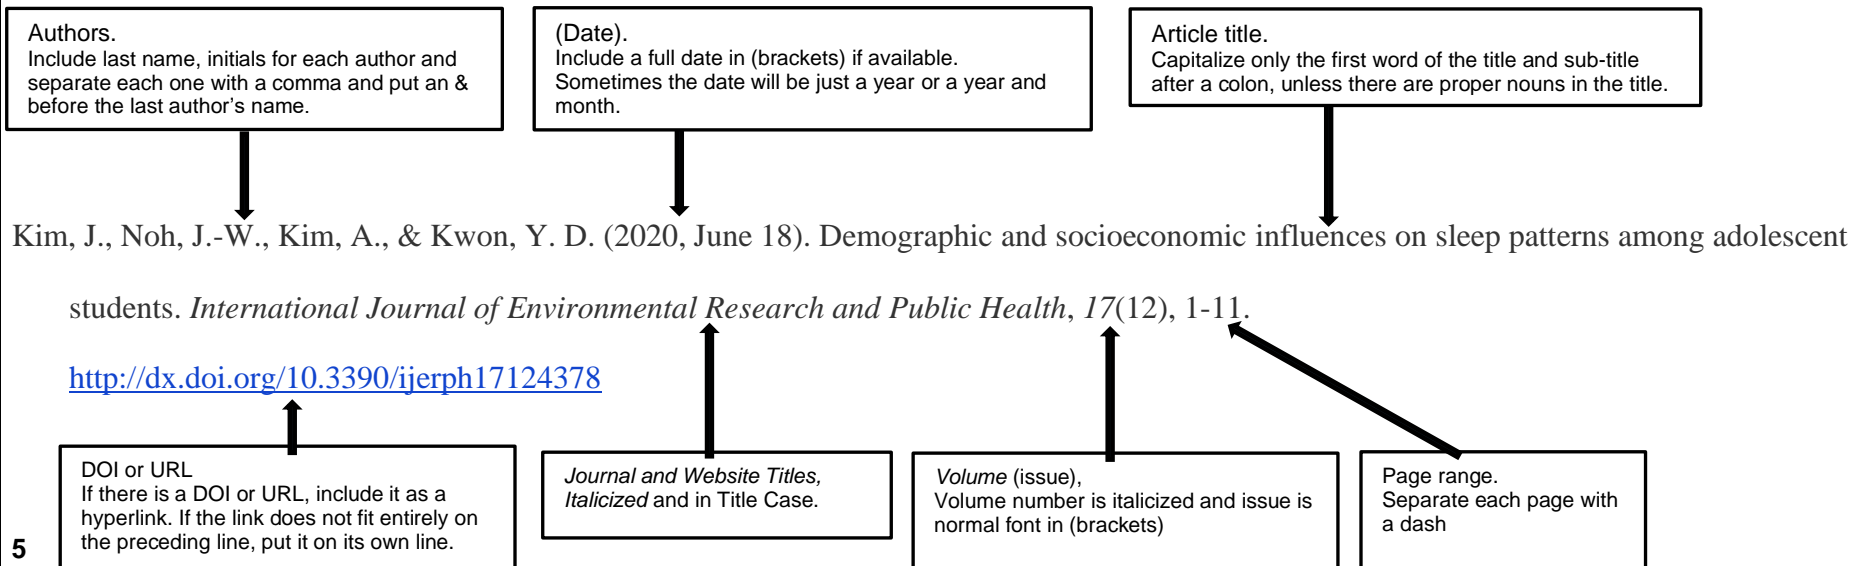 Authors.
Include last name, initials for each author and
separate each one with a comma and put an &
before the last author's name.
(Date).
Include a full date in (brackets) if available.
Sometimes the date will be just a year or a year and
month.
Article title.
Capitalize only the first word of the title and sub-title
after a colon, unless there are proper nouns in the title.
Kim, J., Noh, J.-W., Kim, A., & Kwon, Y. D. (2020, June 18). Demographic and socioeconomic influences on sleep patterns among adolescent
students. International Journal of Environmental Research and Public Health, 17(12), 1-11.
http://dx.doi.org/10.3390/ijerph17124378
DOI or URL
If there is a DOI or URL, include it as a
hyperlink. If the link does not fit entirely on
the preceding line, put it on its own line.
Journal and Website Titles,
Italicized and in Title Case.
Volume (issue),
Volume number is italicized and issue is
normal font in (brackets)
Page range.
Separate each page with
a dash
5